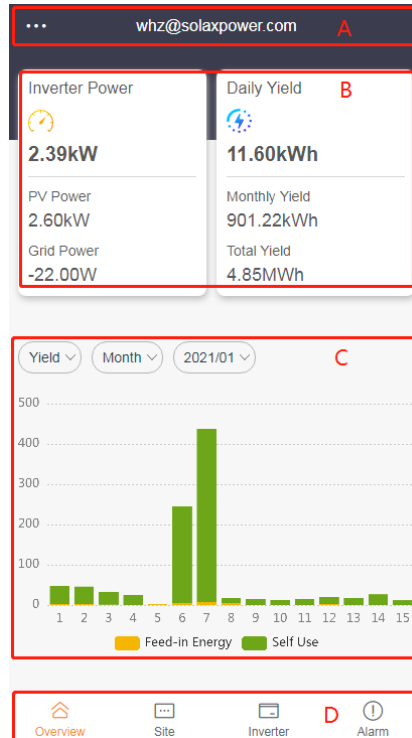 ... whz@solaxpower.com A
Inverter Power Daily Yield B
2.39kW 11.60kWh
PV Power Monthly Yield
2.60kW 901.22kWh
Grid Power Total Yield
-22.00W 4.85MWh
Yield Month 2021/01 C
500
400
300
200
100
0
1 2 3 4 5 6 7 8 9 10 11 12 13 14 15
Feed-in Energy Self Use
D
Overview Site Inverter Alarm